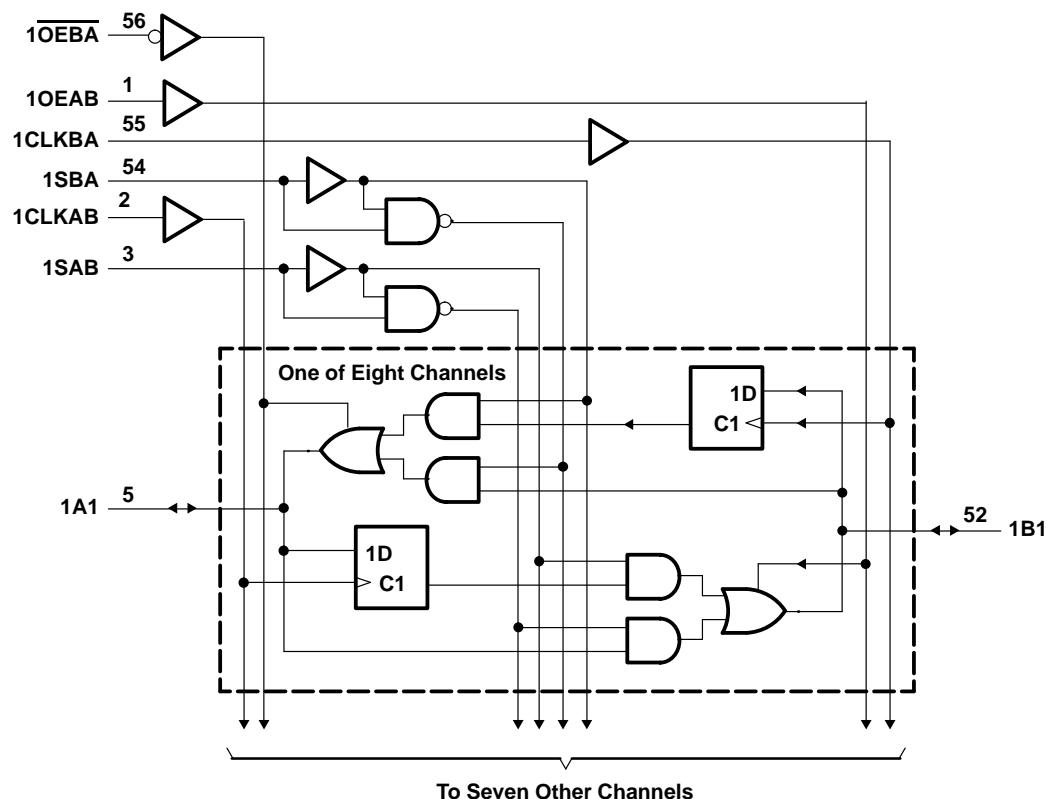 1O̅E̅B̅A̅ 56
1OEAB 1
1CLKBA 55
1SBA 54
1CLKAB 2
1SAB 3
One of Eight Channels
1D
C1
1A1 5
52 1B1
1D
C1
To Seven Other Channels